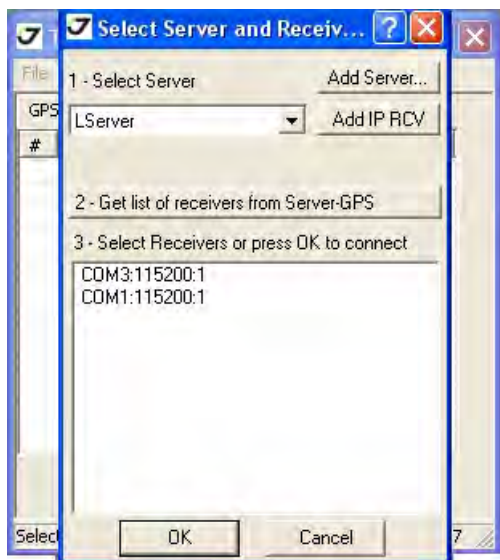 Select Server and Receiv...
File
1 - Select Server
Add Server...
GPS
LServer
Add IP RCV
#
2 - Get list of receivers from Server-GPS
3 - Select Receivers or press OK to connect
COM3:115200:1
COM1:115200:1
Selec
OK
Cancel
7